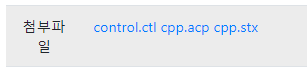 첨부파
일
control.ctl cpp.acp cpp.stx